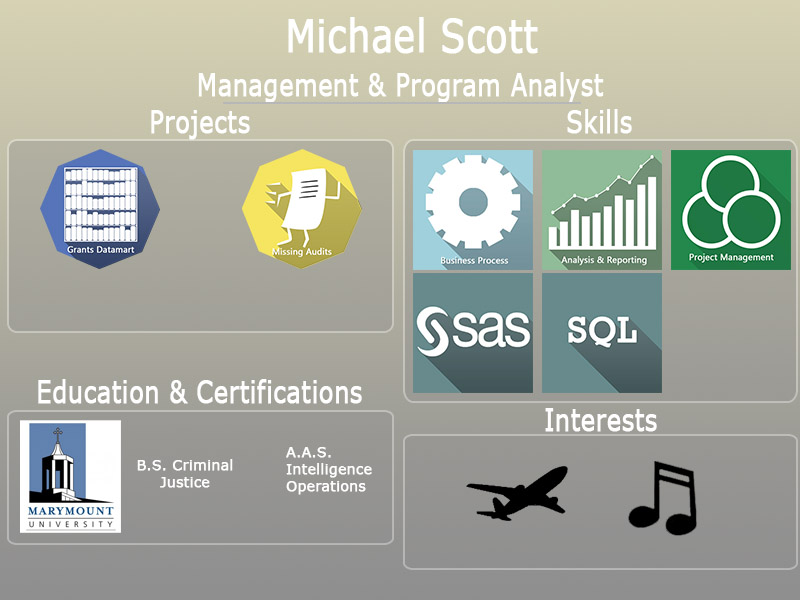 Michael Scott
Management & Program Analyst
Projects
Grants Datamart
Missing Audits
Skills
Business Process
Analysis & Reporting
Project Management
sas
SQL
Education & Certifications
MARYMOUNT
UNIVERSITY
B.S. Criminal
Justice
A.A.S.
Intelligence
Operations
Interests